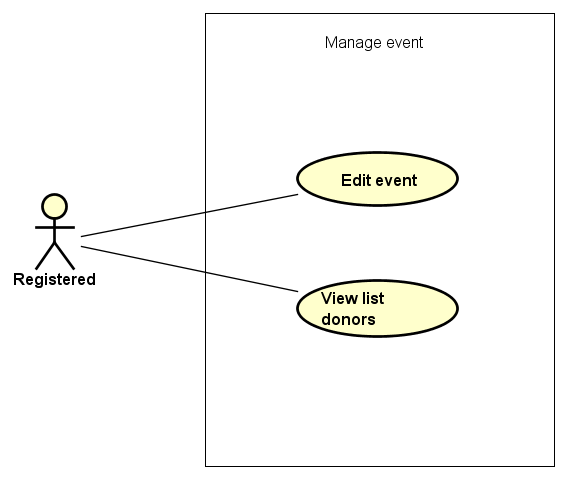 Manage event
Edit event
Registered
View list
donors